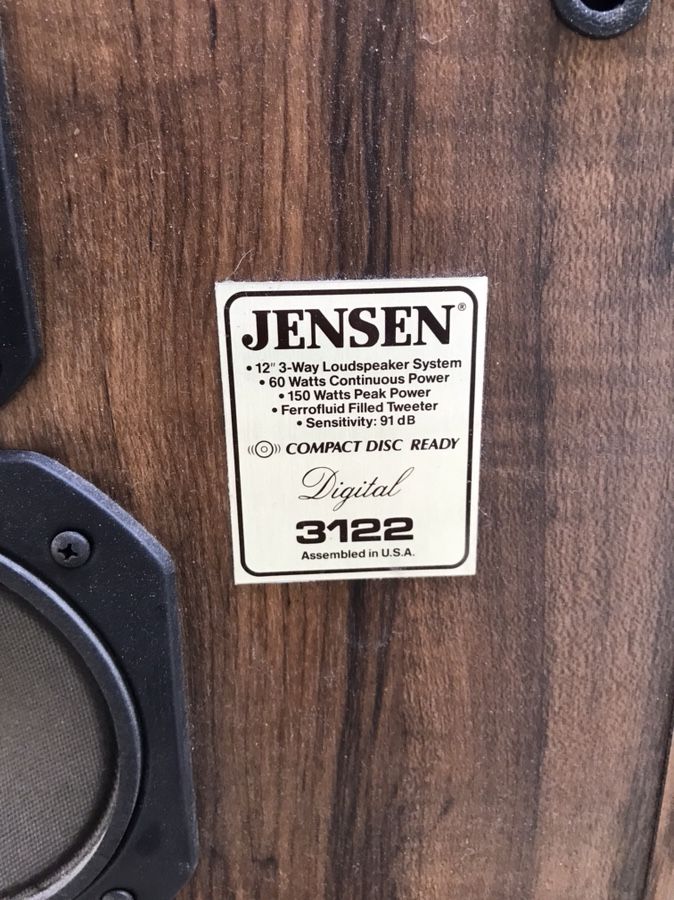 JENSEN®
• 12" 3-Way Loudspeaker System
• 60 Watts Continuous Power
• 150 Watts Peak Power
• Ferrofluid Filled Tweeter
• Sensitivity: 91 dB
COMPACT DISC READY
Digital
3122
Assembled in U.S.A.